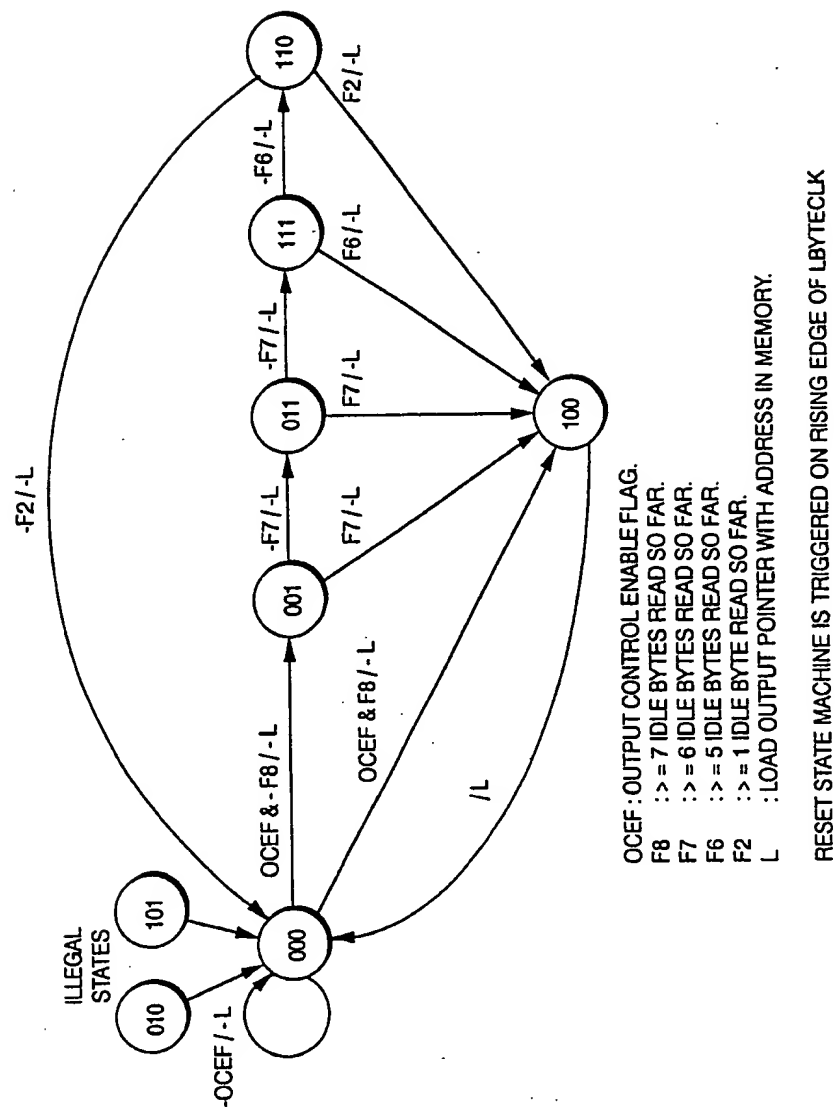 -F2 / -L
ILLEGAL
STATES
010
101
-OCEF / -L
000
OCEF & - F8 / - L
001
-F7 / -L
011
-F7 / -L
111
-F6 / -L
110
OCEF & F8 / - L
F7 / -L
F7 / -L
F6 / -L
F2 / -L
100
/ L
OCEF : OUTPUT CONTROL ENABLE FLAG.
F8 : > = 7 IDLE BYTES READ SO FAR.
F7 : > = 6 IDLE BYTES READ SO FAR.
F6 : > = 5 IDLE BYTES READ SO FAR.
F2 : > = 1 IDLE BYTE READ SO FAR.
L : LOAD OUTPUT POINTER WITH ADDRESS IN MEMORY.
RESET STATE MACHINE IS TRIGGERED ON RISING EDGE OF LBYTECLK